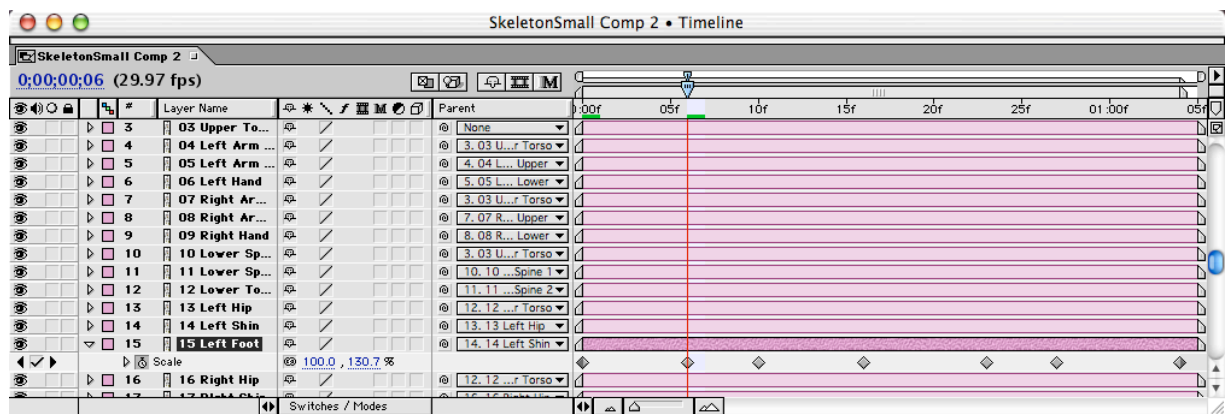 SkeletonSmall Comp 2 • Timeline
SkeletonSmall Comp 2
0;00;00;06 (29.97 fps)
# Layer Name Parent :00f 05f 10f 15f 20f 25f 01:00f 05f
3 03 Upper To... None
4 04 Left Arm ... 3. 03 U...r Torso
5 05 Left Arm ... 4. 04 L... Upper
6 06 Left Hand 5. 05 L... Lower
7 07 Right Ar... 3. 03 U...r Torso
8 08 Right Ar... 7. 07 R... Upper
9 09 Right Hand 8. 08 R... Lower
10 10 Lower Sp... 3. 03 U...r Torso
11 11 Lower Sp... 10. 10 ...Spine 1
12 12 Lower To... 11. 11 ...Spine 2
13 13 Left Hip 12. 12 ...r Torso
14 14 Left Shin 13. 13 Left Hip
15 15 Left Foot 14. 14 Left Shin
Scale 100.0 , 130.7 %
16 16 Right Hip 12. 12 ...r Torso
Switches / Modes